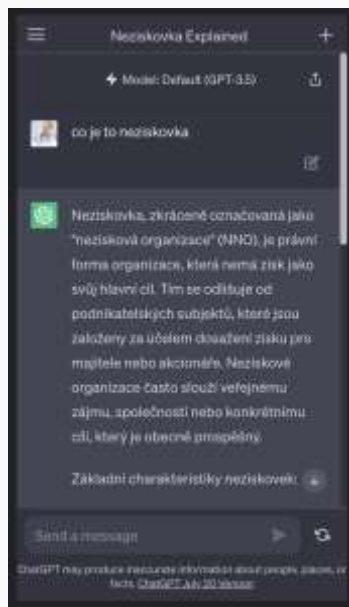 Neziskovka Explained
Model: Default (GPT-3.5)
co je to neziskovka
Neziskovka, zkráceně označovaná jako
"nezisková organizace" (NNO), je právní
forma organizace, která nemá zisk jako
svůj hlavní cíl. Tím se odlišuje od
podnikatelských subjektů, které jsou
založeny za účelem dosažení zisku pro
majitele nebo akcionáře. Neziskové
organizace často slouží veřejnému
zájmu, společnosti nebo konkrétnímu
cíli, který je obecně prospěšný.
Základní charakteristiky neziskovek:
Send a message
ChatGPT may produce inaccurate information about people, places, or
facts. ChatGPT July 20 Version